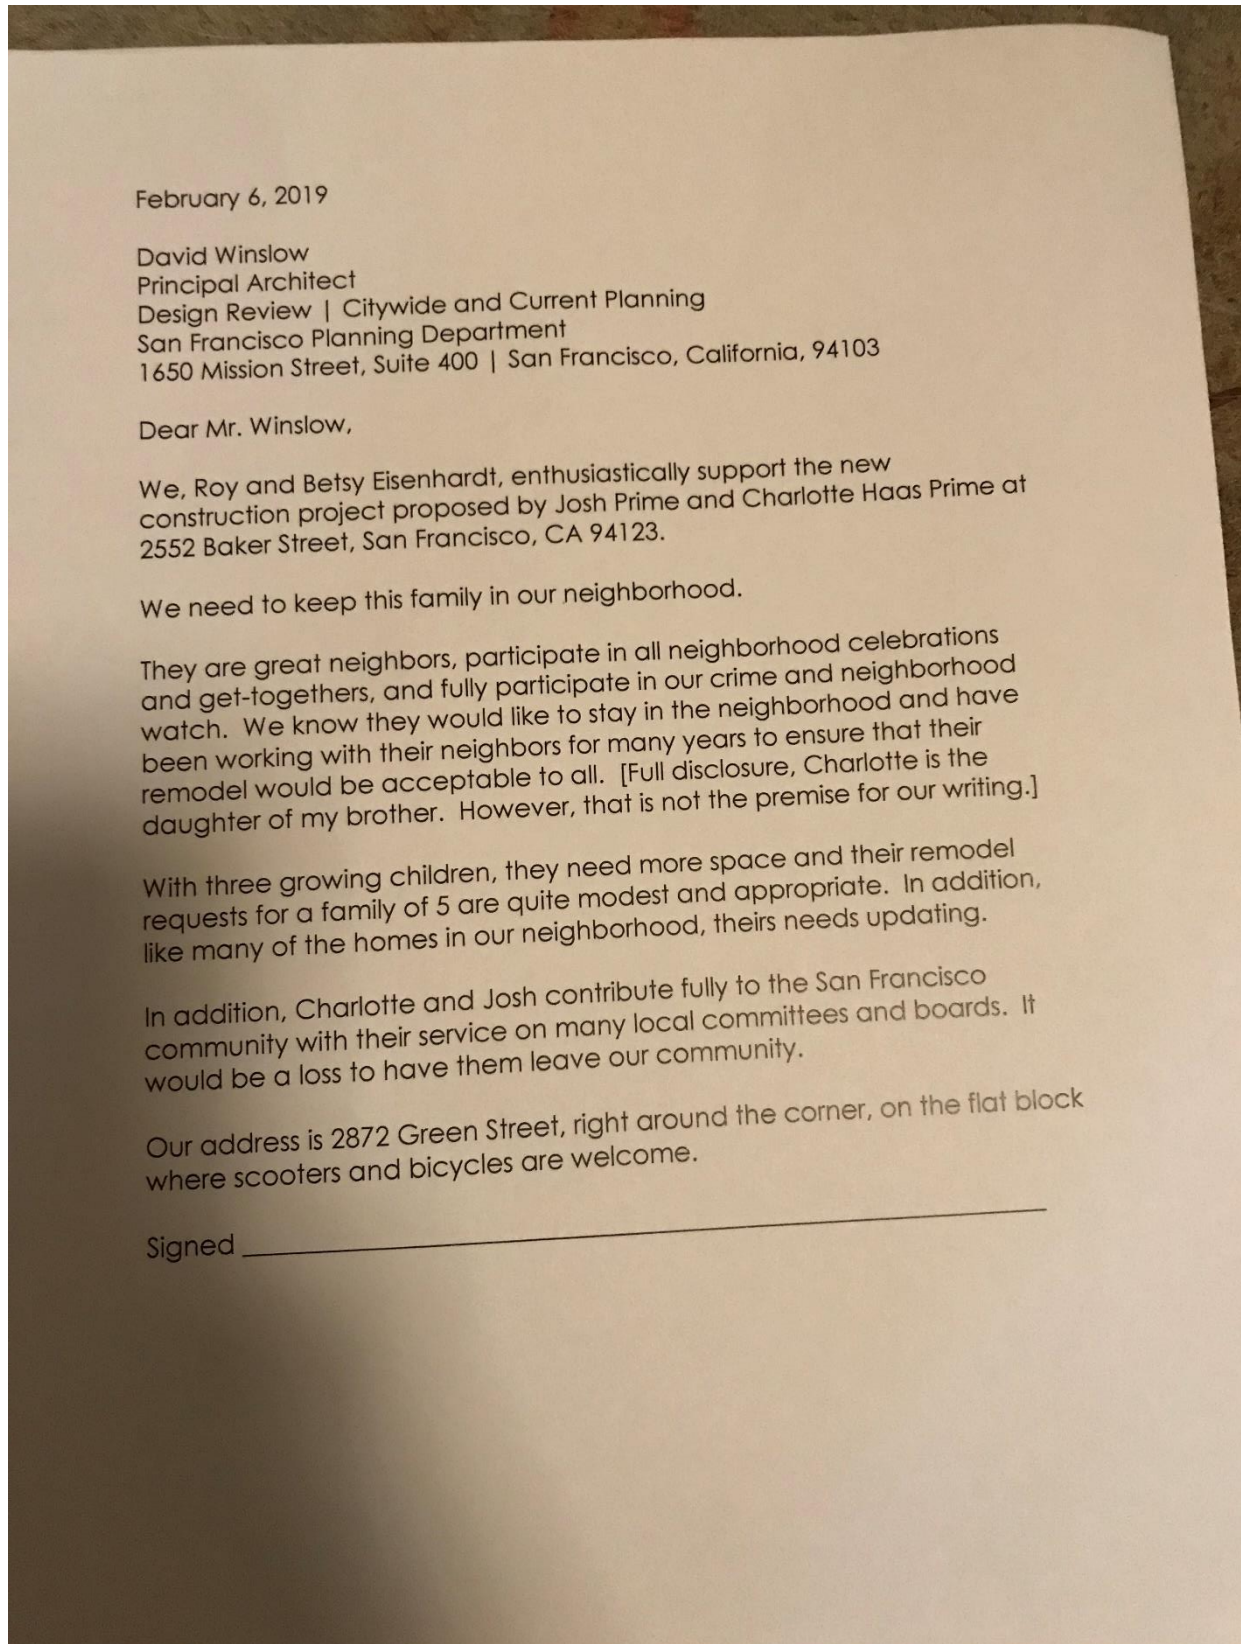 February 6, 2019
David Winslow
Principal Architect
Design Review | Citywide and Current Planning
San Francisco Planning Department
1650 Mission Street, Suite 400 | San Francisco, California, 94103
Dear Mr. Winslow,
We, Roy and Betsy Eisenhardt, enthusiastically support the new
construction project proposed by Josh Prime and Charlotte Haas Prime at
2552 Baker Street, San Francisco, CA 94123.
We need to keep this family in our neighborhood.
They are great neighbors, participate in all neighborhood celebrations
and get-togethers, and fully participate in our crime and neighborhood
watch. We know they would like to stay in the neighborhood and have
been working with their neighbors for many years to ensure that their
remodel would be acceptable to all. [Full disclosure, Charlotte is the
daughter of my brother. However, that is not the premise for our writing.]
With three growing children, they need more space and their remodel
requests for a family of 5 are quite modest and appropriate. In addition,
like many of the homes in our neighborhood, theirs needs updating.
In addition, Charlotte and Josh contribute fully to the San Francisco
community with their service on many local committees and boards. It
would be a loss to have them leave our community.
Our address is 2872 Green Street, right around the corner, on the flat block
where scooters and bicycles are welcome.
Signed